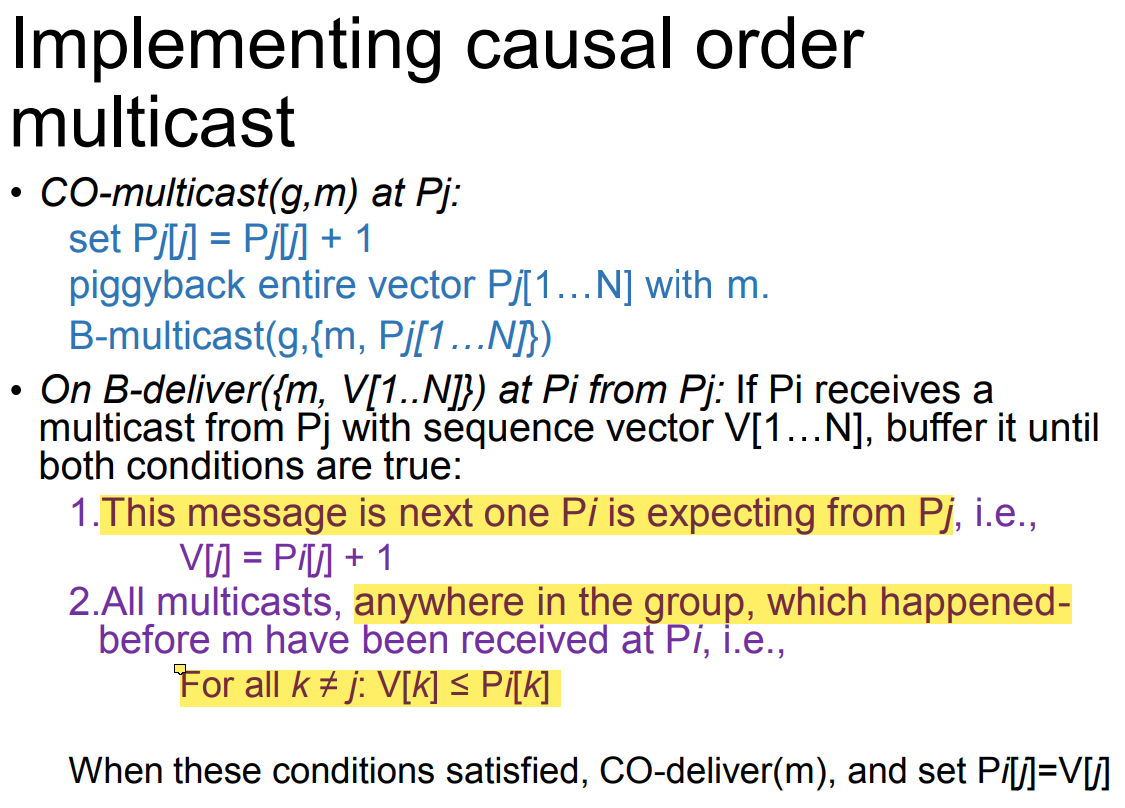 Implementing causal order
multicast
• CO-multicast(g,m) at Pj:
set Pj[j] = Pj[j] + 1
piggyback entire vector Pj[1…N] with m.
B-multicast(g,{m, Pj[1…N]})
• On B-deliver({m, V[1..N]}) at Pi from Pj: If Pi receives a
multicast from Pj with sequence vector V[1…N], buffer it until
both conditions are true:
1.This message is next one Pi is expecting from Pj, i.e.,
V[j] = Pi[j] + 1
2.All multicasts, anywhere in the group, which happened-
before m have been received at Pi, i.e.,
For all k ≠ j: V[k] ≤ Pi[k]
When these conditions satisfied, CO-deliver(m), and set Pi[j]=V[j]